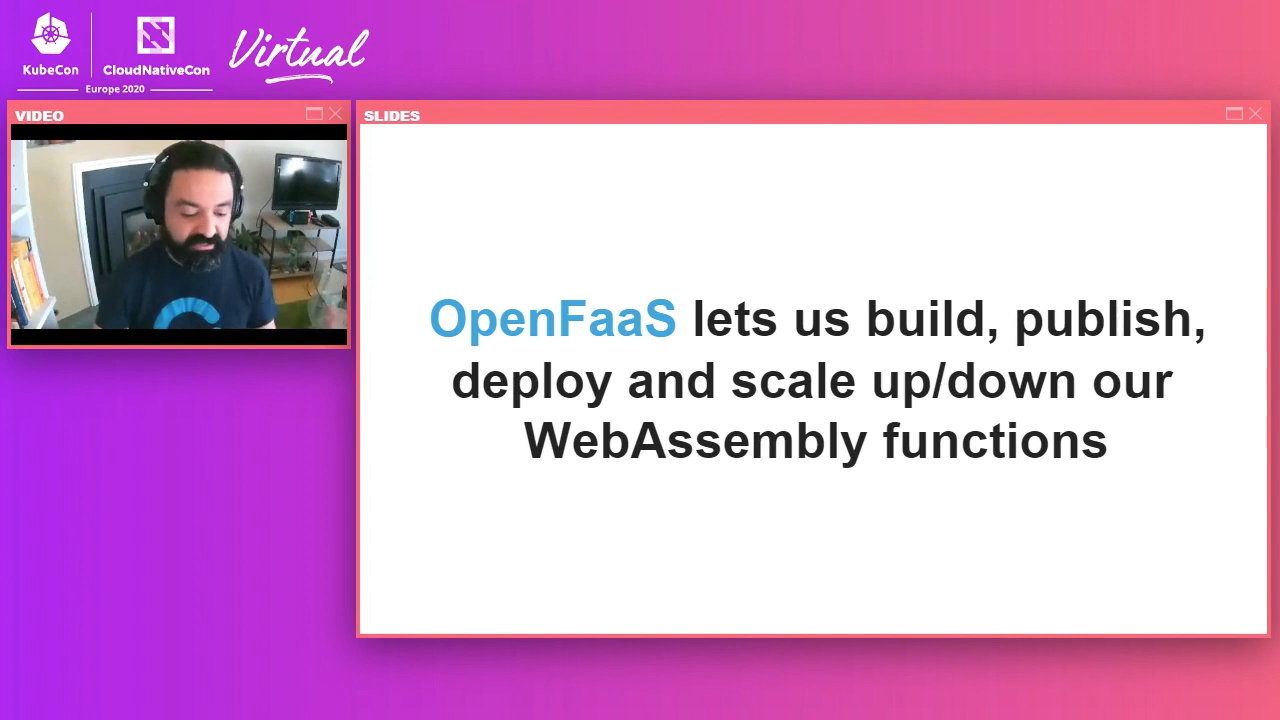 KubeCon
CloudNativeCon
Europe 2020
Virtual
VIDEO
SLIDES
OpenFaaS lets us build, publish,
deploy and scale up/down our
WebAssembly functions